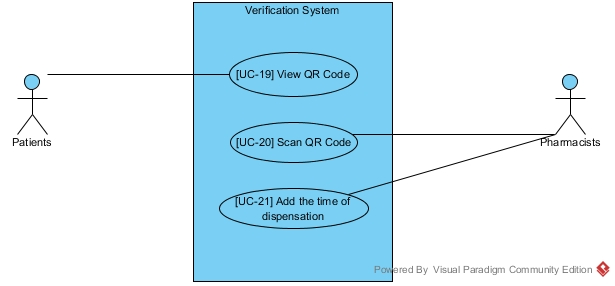 Verification System
[UC-19] View QR Code
[UC-20] Scan QR Code
Patients
Pharmacists
[UC-21] Add the time of
dispensation
Powered By Visual Paradigm Community Edition